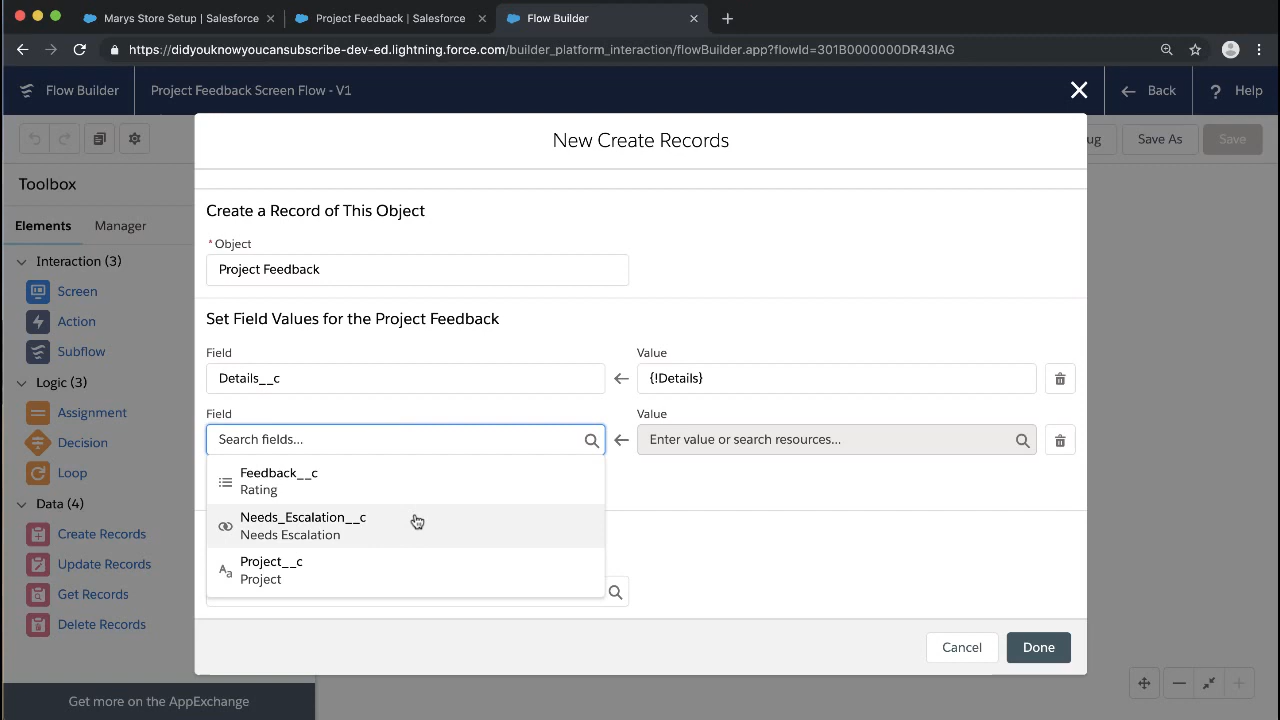 Marys Store Setup | Salesforce
Project Feedback | Salesforce
Flow Builder
https://didyouknowyoucansubscribe-dev-ed.lightning.force.com/builder_platform_interaction/flowBuilder.app?flowId=301B0000000DR43IAG
Flow Builder
Project Feedback Screen Flow - V1
Back
? Help
New Create Records
ug
Save As
Save
Toolbox
Elements
Manager
Interaction (3)
Screen
Action
Subflow
Logic (3)
Assignment
Decision
Loop
Data (4)
Create Records
Update Records
Get Records
Delete Records
Get more on the AppExchange
Create a Record of This Object
* Object
Project Feedback
Set Field Values for the Project Feedback
Field
Value
Details__c
{!Details}
Field
Value
Search fields...
Enter value or search resources...
Feedback__c
Rating
Needs_Escalation__c
Needs Escalation
Aa
Project__c
Project
Cancel
Done